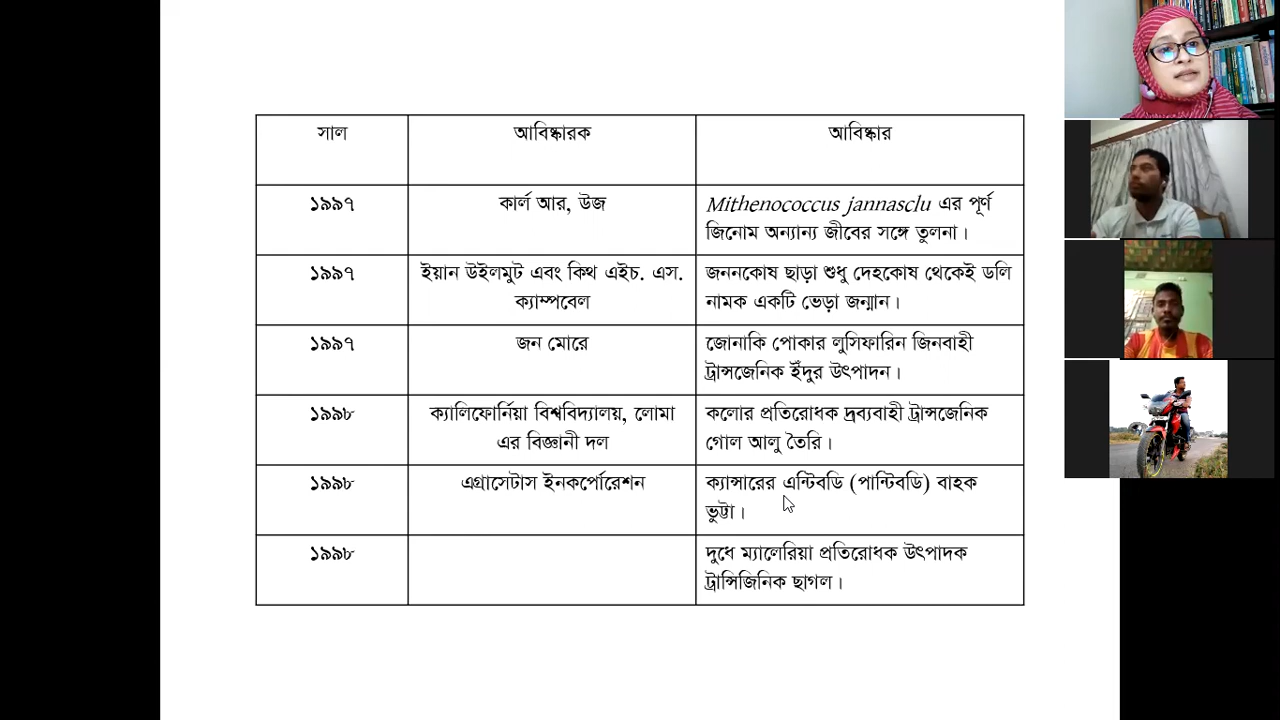 সাল
আবিষ্কারক
আবিষ্কার
১৯৯৭
কার্ল আর, উজ
Mithenococcus jannasclu এর পূর্ণ
জিনোম অন্যান্য জীবের সঙ্গে তুলনা।
১৯৯৭
ইয়ান উইলমুট এবং কিথ এইচ. এস.
ক্যাম্পবেল
জননকোষ ছাড়া শুধু দেহকোষ থেকেই ডলি
নামক একটি ভেড়া জন্মান।
১৯৯৭
জন মোরে
জোনাকি পোকার লুসিফারিন জিনবাহী
ট্রান্সজেনিক ইঁদুর উৎপাদন।
১৯৯৮
ক্যালিফোর্নিয়া বিশ্ববিদ্যালয়, লোমা
এর বিজ্ঞানী দল
কলোর প্রতিরোধক দ্রব্যবাহী ট্রান্সজেনিক
গোল আলু তৈরি।
১৯৯৮
এগ্রাসেটাস ইনকর্পোরেশন
ক্যান্সারের এন্টিবডি (পান্টিবডি) বাহক
ভুট্টা।
১৯৯৮
দুধে ম্যালেরিয়া প্রতিরোধক উৎপাদক
ট্রান্সিজিনিক ছাগল।